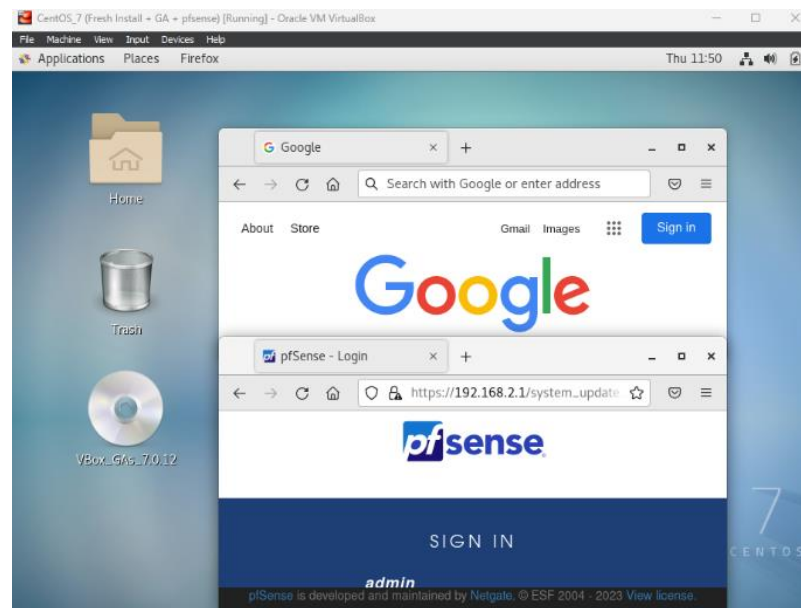 CentOS_7 (Fresh Install + GA + pfsense) [Running] - Oracle VM VirtualBox
File Machine View Input Devices Help
Applications Places Firefox Thu 11:50
Home
Trash
VBox_GAs_7.0.12
Google
Search with Google or enter address
About Store Gmail Images Sign in
Google
pfSense - Login
https://192.168.2.1/system_update
pfsense
SIGN IN
admin
pfSense is developed and maintained by Netgate. © ESF 2004 - 2023 View license.
7
CENTOS